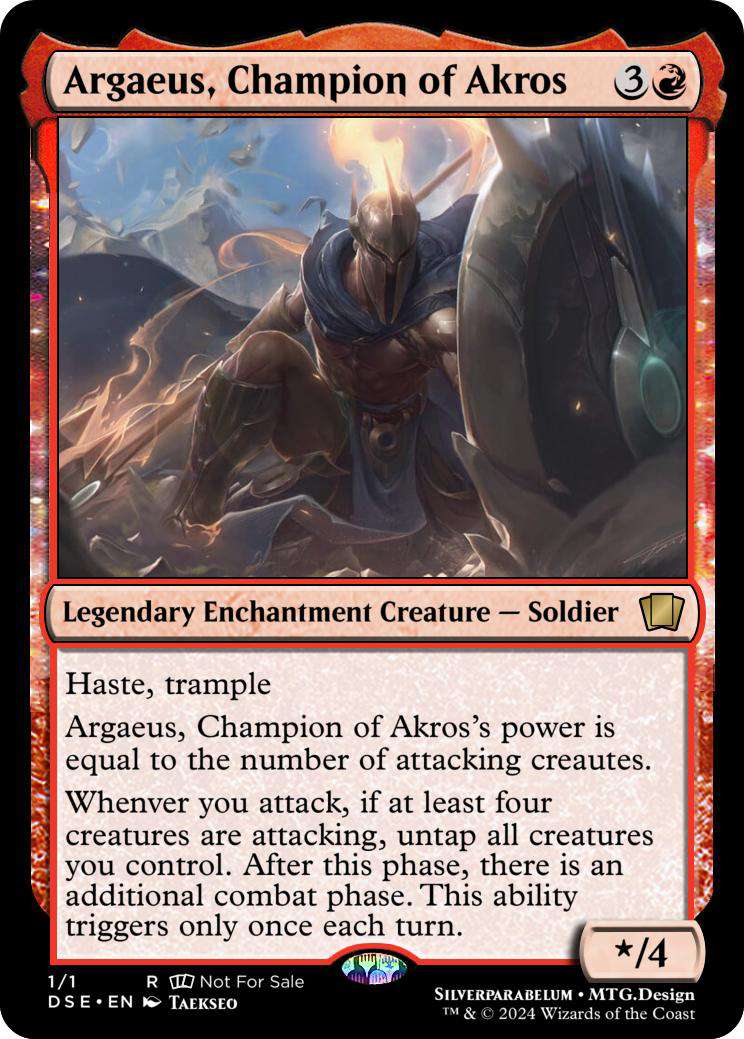 Argaeus, Champion of Akros 3
Legendary Enchantment Creature — Soldier
Haste, trample
Argaeus, Champion of Akros's power is
equal to the number of attacking creautes.
Whenver you attack, if at least four
creatures are attacking, untap all creatures
you control. After this phase, there is an
additional combat phase. This ability
triggers only once each turn.
★/4
1/1 R Not For Sale
DSE • EN Taekseo
Silverparabelum • MTG.Design
™ & © 2024 Wizards of the Coast